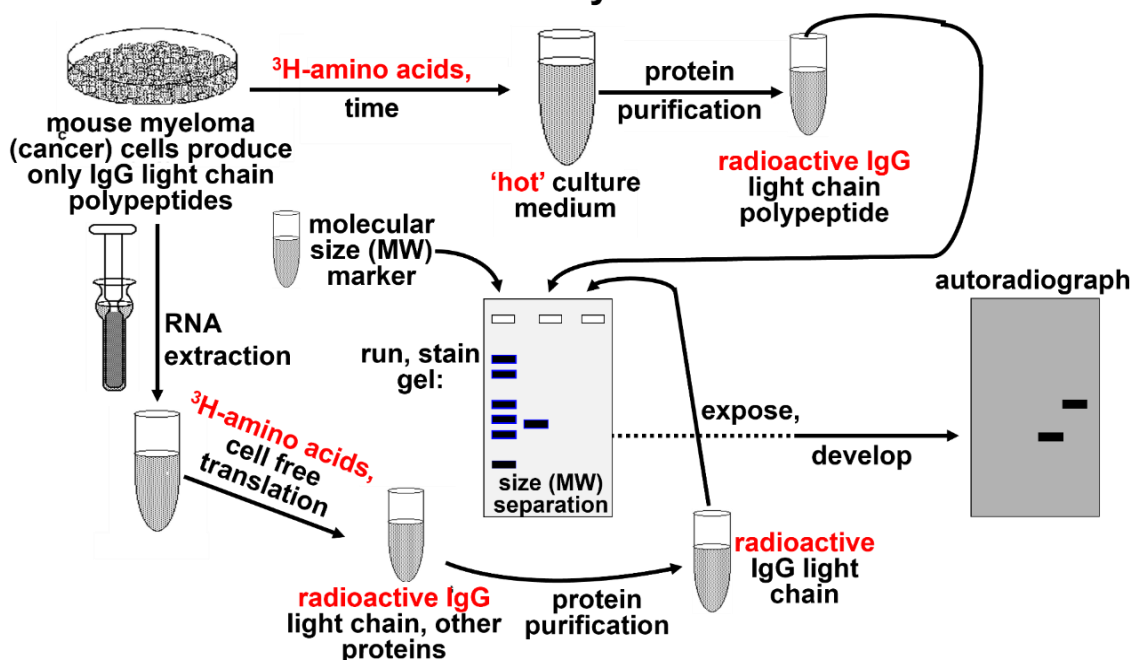 ³H-amino acids,
time
protein
purification
mouse myeloma
(cancer) cells produce
only IgG light chain
polypeptides
c
'hot' culture
medium
radioactive IgG
light chain
polypeptide
molecular
size (MW)
marker
autoradiograph
RNA
extraction
run, stain
gel:
³H-amino acids,
cell free
translation
expose,
develop
size (MW)
separation
radioactive IgG
light chain, other
proteins
protein
purification
radioactive
IgG light
chain